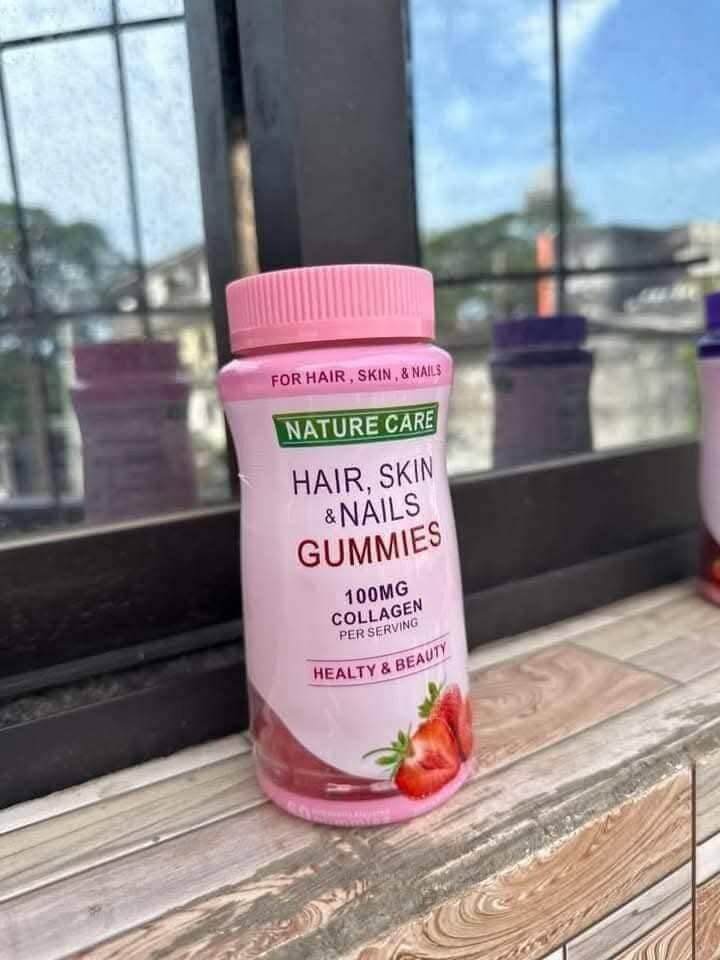 FOR HAIR , SKIN , & NAILS
NATURE CARE
HAIR, SKIN
& NAILS
GUMMIES
100MG
COLLAGEN
PER SERVING
HEALTY & BEAUTY